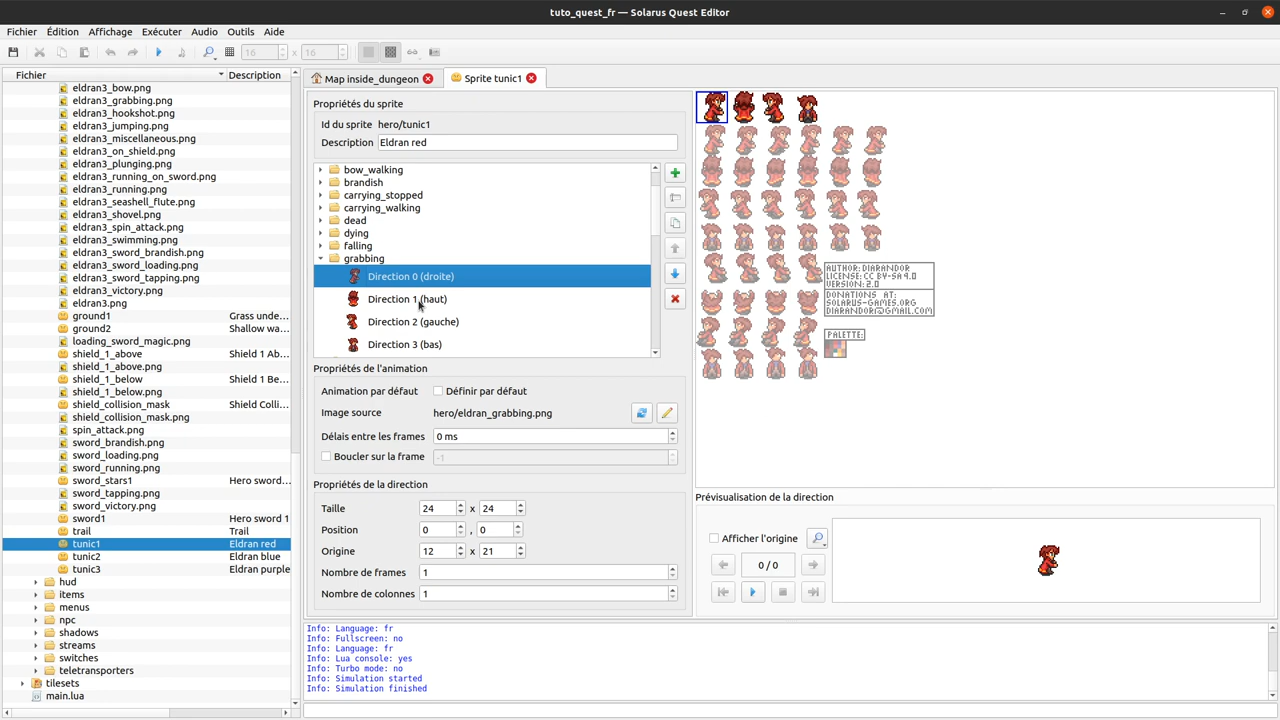 tuto_quest_fr — Solarus Quest Editor
Fichier Édition Affichage Exécuter Audio Outils Aide
16 x 16
Fichier Description
eldran3_bow.png
eldran3_grabbing.png
eldran3_hookshot.png
eldran3_jumping.png
eldran3_miscellaneous.png
eldran3_on_shield.png
eldran3_plunging.png
eldran3_running_on_sword.png
eldran3_running.png
eldran3_seashell_flute.png
eldran3_shovel.png
eldran3_spin_attack.png
eldran3_swimming.png
eldran3_sword_brandish.png
eldran3_sword_loading.png
eldran3_sword_tapping.png
eldran3_victory.png
eldran3.png
ground1 Grass unde...
ground2 Shallow wa...
loading_sword_magic.png
shield_1_above Shield 1 Ab...
shield_1_above.png
shield_1_below Shield 1 Be...
shield_1_below.png
shield_collision_mask Shield Colli...
shield_collision_mask.png
spin_attack.png
sword_brandish.png
sword_loading.png
sword_running.png
sword_stars1 Hero sword...
sword_tapping.png
sword_victory.png
sword1 Hero sword 1
trail Trail
tunic1 Eldran red
tunic2 Eldran blue
tunic3 Eldran purple
hud
items
menus
npc
shadows
streams
switches
teletransporters
tilesets
main.lua
Map inside_dungeon Sprite tunic1
Propriétés du sprite
Id du sprite hero/tunic1
Description Eldran red
bow_walking
brandish
carrying_stopped
carrying_walking
dead
dying
falling
grabbing
Direction 0 (droite)
Direction 1 (haut)
Direction 2 (gauche)
Direction 3 (bas)
Propriétés de l'animation
Animation par défaut Définir par défaut
Image source hero/eldran_grabbing.png
Délais entre les frames 0 ms
Boucler sur la frame -1
Propriétés de la direction
Taille 24 x 24
Position 0 , 0
Origine 12 x 21
Nombre de frames 1
Nombre de colonnes 1
AUTHOR: DIARANDOR
LICENSE: CC BY-SA 4.0
VERSION: 2.0
DONATIONS AT:
SOLARUS-GAMES.ORG
DIARANDOR@GMAIL.COM
PALETTE:
Prévisualisation de la direction
Afficher l'origine
0 / 0
Info: Language: fr
Info: Fullscreen: no
Info: Language: fr
Info: Lua console: yes
Info: Turbo mode: no
Info: Simulation started
Info: Simulation finished